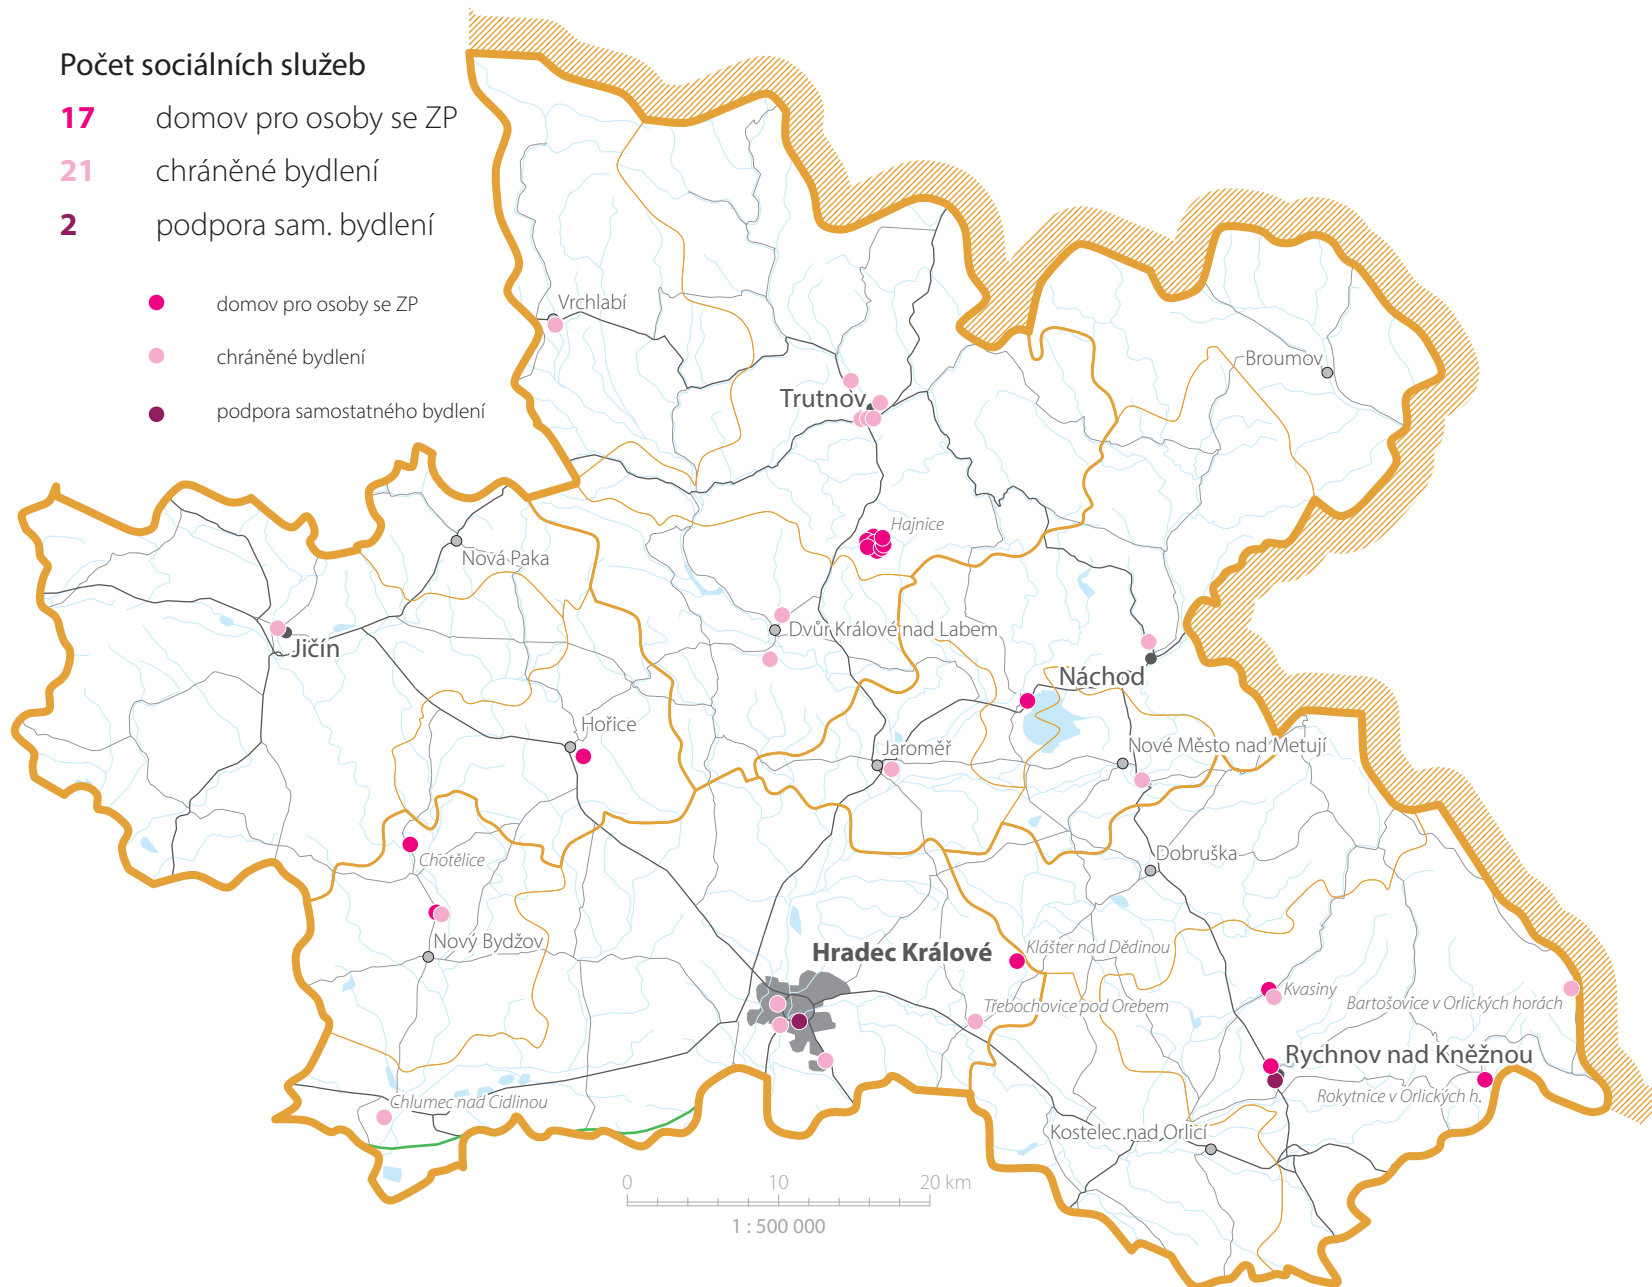 Počet sociálních služeb
17 domov pro osoby se ZP
21 chráněné bydlení
2 podpora sam. bydlení
domov pro osoby se ZP
chráněné bydlení
podpora samostatného bydlení
Vrchlabí
Broumov
Trutnov
Hajnice
Nová Paka
Dvůr Králové nad Labem
Jičín
Náchod
Hořice
Jaroměř
Nové Město nad Metují
Chotělice
Dobruška
Nový Bydžov
Hradec Králové
Klášter nad Dědinou
Kvasiny
Bartošovice v Orlických horách
Třebochovice pod Orebem
Rychnov nad Kněžnou
Rokytnice v Orlických h.
Chlumec nad Cidlinou
Kostelec nad Orlicí
0 10 20 km
1 : 500 000